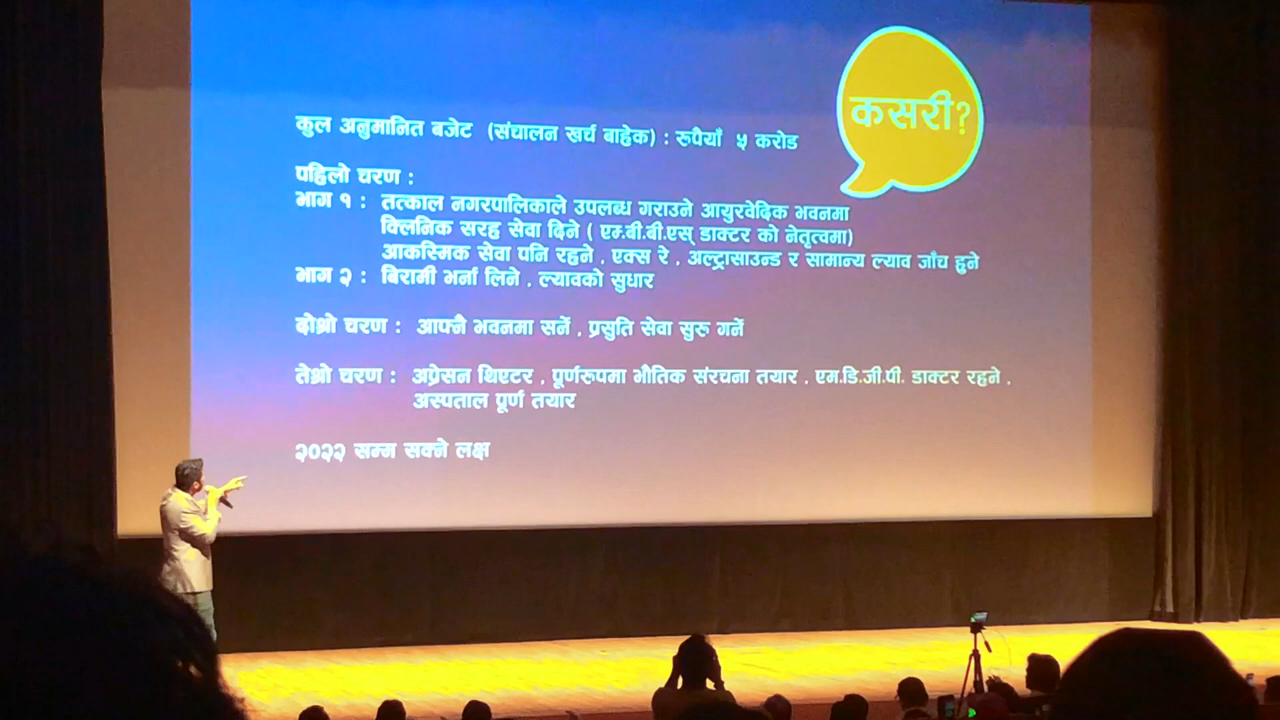 कसरी?
कुल अनुमानित बजेट (संचालन खर्च बाहेक) : रुपैयाँ ५ करोड
पहिलो चरण :
भाग १ : तत्काल नगरपालिकाले उपलब्ध गराउने आयुरवेदिक भवनमा
क्लिनिक सरह सेवा दिने ( एम.बी.बी.एस् डाक्टर को नेतृत्वमा)
आकस्मिक सेवा पनि रहने , एक्स रे , अल्ट्रासाउन्ड र सामान्य ल्याव जाँच हुने
भाग २ : बिरामी भर्ना लिने , ल्यावको सुधार
दोश्रो चरण : आफ्नै भवनमा सर्ने , प्रसुति सेवा सुरु गर्ने
तेश्रो चरण : अप्रेसन थिएटर , पूर्णरुपमा भौतिक संरचना तयार , एम.डि.जी.पी. डाक्टर रहने ,
अस्पताल पूर्ण तयार
२०२२ सम्म सक्ने लक्ष